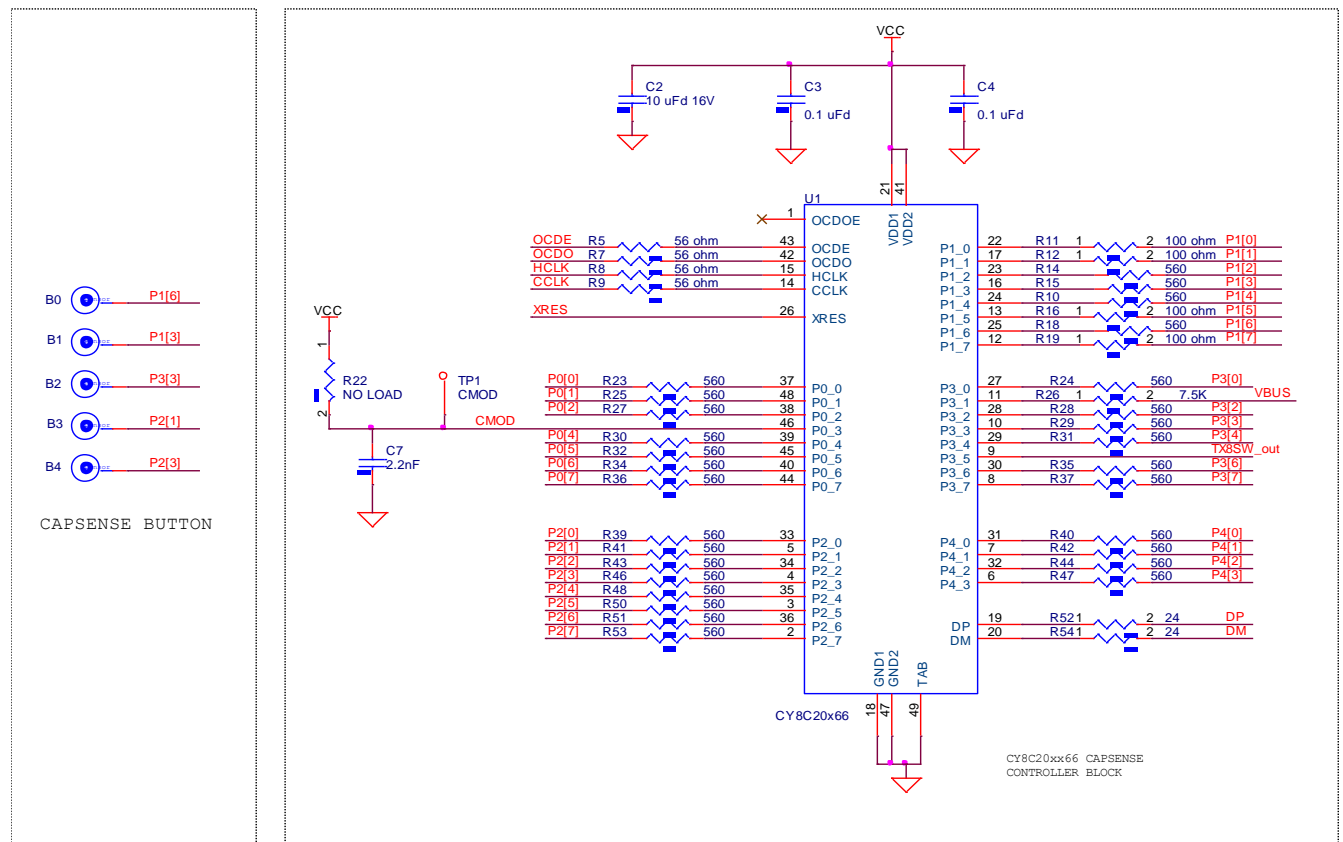 VCC
C2
10 uFd 16V
C3
0.1 uFd
C4
0.1 uFd
B0 P1[6]
B1 P1[3]
B2 P3[3]
B3 P2[1]
B4 P2[3]
CAPSENSE BUTTON
VCC
1
R22
NO LOAD
2
TP1
CMOD
CMOD
C7
2.2nF
U1
21 41
VDD1 VDD2
1 OCDOE
OCDE R5 56 ohm 43 OCDE
OCDO R7 56 ohm 42 OCDO
HCLK R8 56 ohm 15 HCLK
CCLK R9 56 ohm 14 CCLK
XRES 26 XRES
P0[0] R23 560 37 P0_0
P0[1] R25 560 48 P0_1
P0[2] R27 560 38 P0_2
46 P0_3
P0[4] R30 560 39 P0_4
P0[5] R32 560 45 P0_5
P0[6] R34 560 40 P0_6
P0[7] R36 560 44 P0_7
P2[0] R39 560 33 P2_0
P2[1] R41 560 5 P2_1
P2[2] R43 560 34 P2_2
P2[3] R46 560 4 P2_3
P2[4] R48 560 35 P2_4
P2[5] R50 560 3 P2_5
P2[6] R51 560 36 P2_6
P2[7] R53 560 2 P2_7
P1_0 22 R11 1 2 100 ohm P1[0]
P1_1 17 R12 1 2 100 ohm P1[1]
P1_2 23 R14 560 P1[2]
P1_3 16 R15 560 P1[3]
P1_4 24 R10 560 P1[4]
P1_5 13 R16 1 2 100 ohm P1[5]
P1_6 25 R18 560 P1[6]
P1_7 12 R19 1 2 100 ohm P1[7]
P3_0 27 R24 560 P3[0]
P3_1 11 R26 1 2 7.5K VBUS
P3_2 28 R28 560 P3[2]
P3_3 10 R29 560 P3[3]
P3_4 29 R31 560 P3[4]
P3_5 9 TX8SW_out
P3_6 30 R35 560 P3[6]
P3_7 8 R37 560 P3[7]
P4_0 31 R40 560 P4[0]
P4_1 7 R42 560 P4[1]
P4_2 32 R44 560 P4[2]
P4_3 6 R47 560 P4[3]
DP 19 R52 1 2 24 DP
DM 20 R54 1 2 24 DM
GND1 GND2 TAB
18 47 49
CY8C20x66
CY8C20xx66 CAPSENSE
CONTROLLER BLOCK